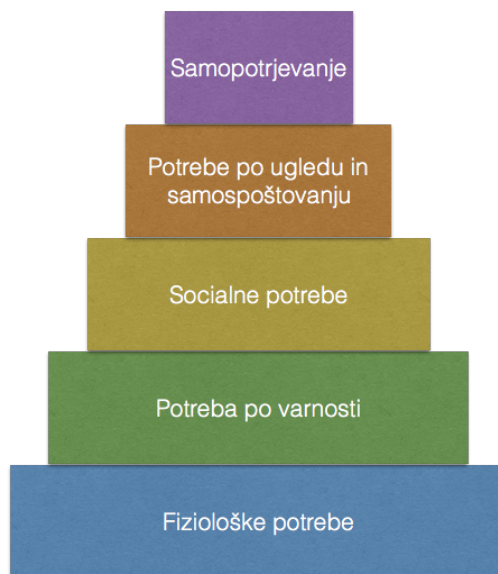 Samopotrjevanje
Potrebe po ugledu in
samospoštovanju
Socialne potrebe
Potreba po varnosti
Fiziološke potrebe